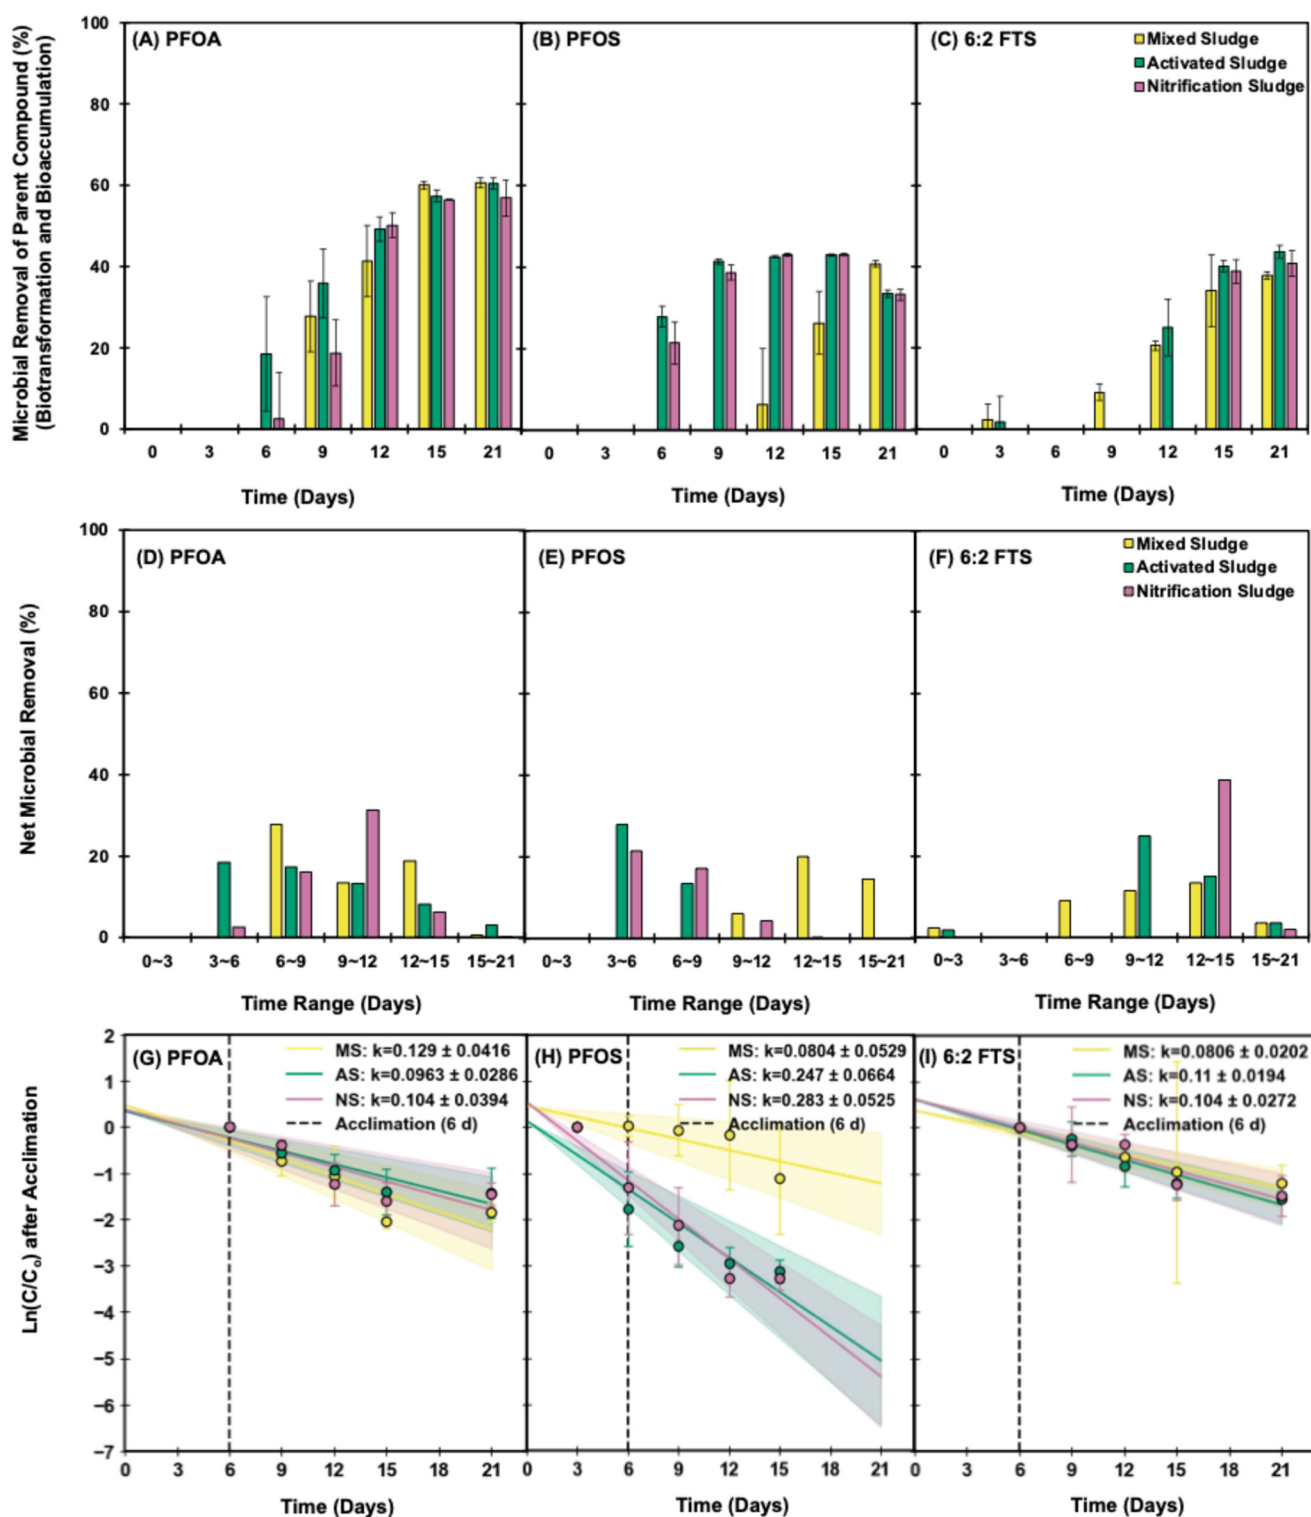 Microbial Removal of Parent Compound (%)
(Biotransformation and Bioaccumulation)
100
80
60
40
20
0
(A) PFOA
(B) PFOS
(C) 6:2 FTS
Mixed Sludge
Activated Sludge
Nitrification Sludge
0 3 6 9 12 15 21
0 3 6 9 12 15 21
0 3 6 9 12 15 21
Time (Days)
Time (Days)
Time (Days)
Net Microbial Removal (%)
100
80
60
40
20
0
(D) PFOA
(E) PFOS
(F) 6:2 FTS
Mixed Sludge
Activated Sludge
Nitrification Sludge
0~3 3~6 6~9 9~12 12~15 15~21
0~3 3~6 6~9 9~12 12~15 15~21
0~3 3~6 6~9 9~12 12~15 15~21
Time Range (Days)
Time Range (Days)
Time Range (Days)
Ln(C/C₀) after Acclimation
2
1
0
−1
−2
−3
−4
−5
−6
−7
(G) PFOA
MS: k=0.129 ± 0.0416
AS: k=0.0963 ± 0.0286
NS: k=0.104 ± 0.0394
Acclimation (6 d)
(H) PFOS
MS: k=0.0804 ± 0.0529
AS: k=0.247 ± 0.0664
NS: k=0.283 ± 0.0525
Acclimation (6 d)
(I) 6:2 FTS
MS: k=0.0806 ± 0.0202
AS: k=0.11 ± 0.0194
NS: k=0.104 ± 0.0272
Acclimation (6 d)
0 3 6 9 12 15 18 21
0 3 6 9 12 15 18 21
0 3 6 9 12 15 18 21
Time (Days)
Time (Days)
Time (Days)